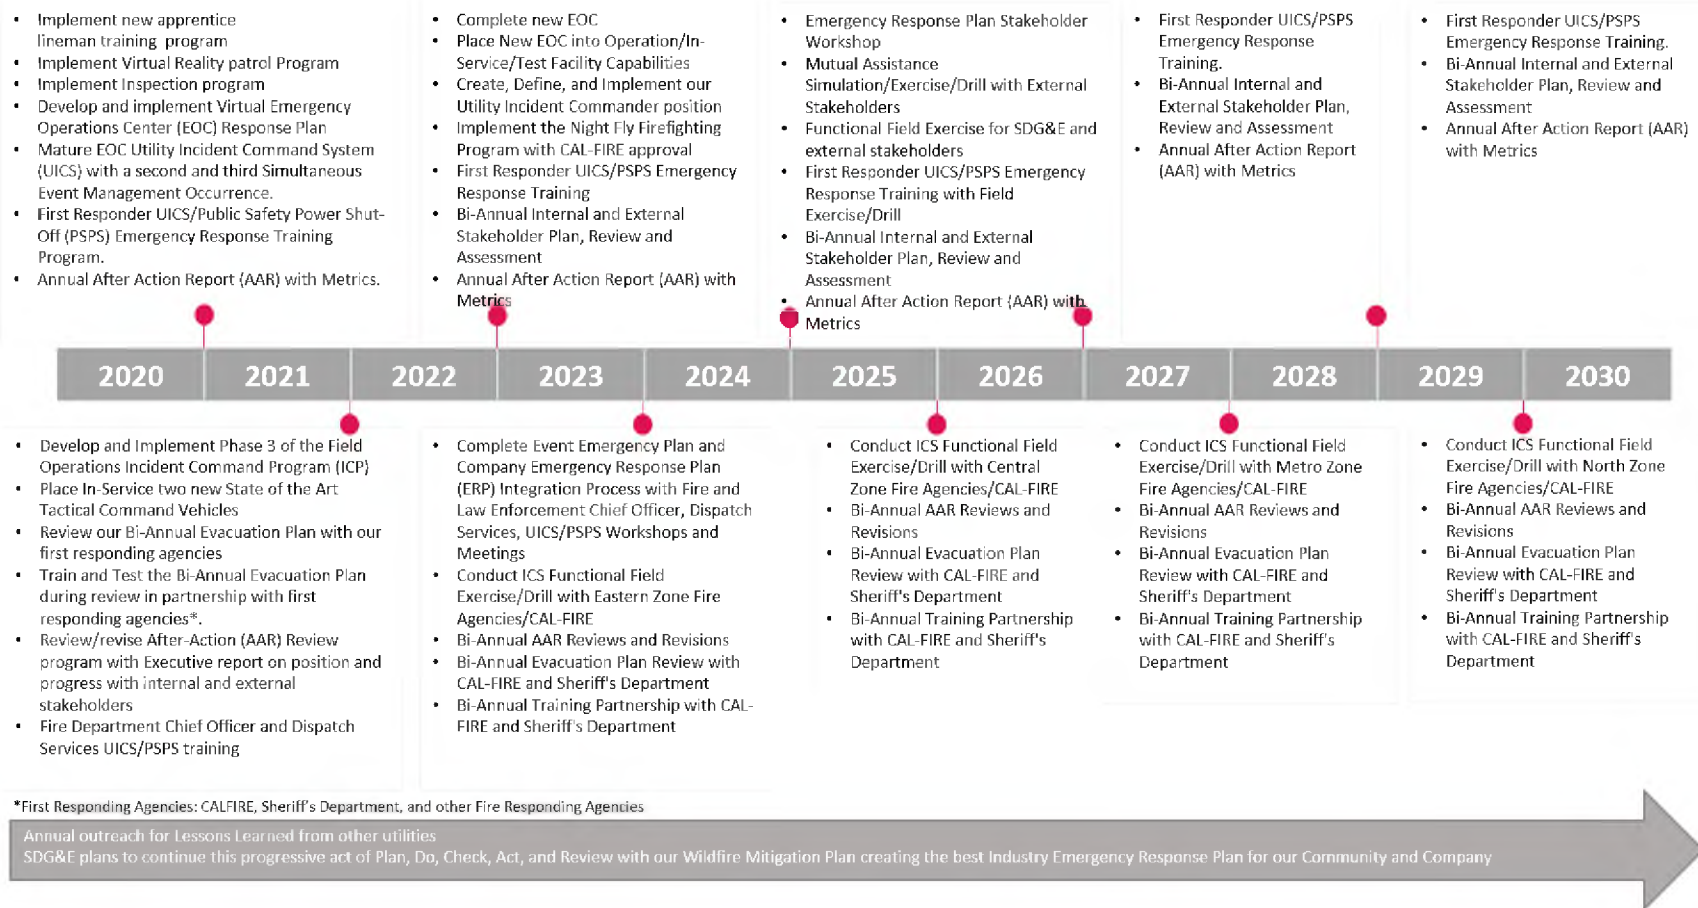 • Implement new apprentice
lineman training program
• Implement Virtual Reality patrol Program
• Implement Inspection program
• Develop and implement Virtual Emergency
Operations Center (EOC) Response Plan
• Mature EOC Utility Incident Command System
(UICS) with a second and third Simultaneous
Event Management Occurrence.
• First Responder UICS/Public Safety Power Shut-
Off (PSPS) Emergency Response Training
Program.
• Annual After Action Report (AAR) with Metrics.
• Complete new EOC
• Place New EOC into Operation/In-
Service/Test Facility Capabilities
• Create, Define, and Implement our
Utility Incident Commander position
• Implement the Night Fly Firefighting
Program with CAL-FIRE approval
• First Responder UICS/PSPS Emergency
Response Training
• Bi-Annual Internal and External
Stakeholder Plan, Review and
Assessment
• Annual After Action Report (AAR) with
Metrics
• Emergency Response Plan Stakeholder
Workshop
• Mutual Assistance
Simulation/Exercise/Drill with External
Stakeholders
• Functional Field Exercise for SDG&E and
external stakeholders
• First Responder UICS/PSPS Emergency
Response Training with Field
Exercise/Drill
• Bi-Annual Internal and External
Stakeholder Plan, Review and
Assessment
• Annual After Action Report (AAR) with
Metrics
• First Responder UICS/PSPS
Emergency Response
Training.
• Bi-Annual Internal and
External Stakeholder Plan,
Review and Assessment
• Annual After Action Report
(AAR) with Metrics
• First Responder UICS/PSPS
Emergency Response Training.
• Bi-Annual Internal and External
Stakeholder Plan, Review and
Assessment
• Annual After Action Report (AAR)
with Metrics
2020 2021 2022 2023 2024 2025 2026 2027 2028 2029 2030
• Develop and Implement Phase 3 of the Field
Operations Incident Command Program (ICP)
• Place In-Service two new State of the Art
Tactical Command Vehicles
• Review our Bi-Annual Evacuation Plan with our
first responding agencies
• Train and Test the Bi-Annual Evacuation Plan
during review in partnership with first
responding agencies*.
• Review/revise After-Action (AAR) Review
program with Executive report on position and
progress with internal and external
stakeholders
• Fire Department Chief Officer and Dispatch
Services UICS/PSPS training
• Complete Event Emergency Plan and
Company Emergency Response Plan
(ERP) Integration Process with Fire and
Law Enforcement Chief Officer, Dispatch
Services, UICS/PSPS Workshops and
Meetings
• Conduct ICS Functional Field
Exercise/Drill with Eastern Zone Fire
Agencies/CAL-FIRE
• Bi-Annual AAR Reviews and Revisions
• Bi-Annual Evacuation Plan Review with
CAL-FIRE and Sheriff's Department
• Bi-Annual Training Partnership with CAL-
FIRE and Sheriff's Department
• Conduct ICS Functional Field
Exercise/Drill with Central
Zone Fire Agencies/CAL-FIRE
• Bi-Annual AAR Reviews and
Revisions
• Bi-Annual Evacuation Plan
Review with CAL-FIRE and
Sheriff's Department
• Bi-Annual Training Partnership
with CAL-FIRE and Sheriff's
Department
• Conduct ICS Functional Field
Exercise/Drill with Metro Zone
Fire Agencies/CAL-FIRE
• Bi-Annual AAR Reviews and
Revisions
• Bi-Annual Evacuation Plan
Review with CAL-FIRE and
Sheriff's Department
• Bi-Annual Training Partnership
with CAL-FIRE and Sheriff's
Department
• Conduct ICS Functional Field
Exercise/Drill with North Zone
Fire Agencies/CAL-FIRE
• Bi-Annual AAR Reviews and
Revisions
• Bi-Annual Evacuation Plan
Review with CAL-FIRE and
Sheriff's Department
• Bi-Annual Training Partnership
with CAL-FIRE and Sheriff's
Department
*First Responding Agencies: CALFIRE, Sheriff's Department, and other Fire Responding Agencies
Annual outreach for Lessons Learned from other utilities
SDG&E plans to continue this progressive act of Plan, Do, Check, Act, and Review with our Wildfire Mitigation Plan creating the best Industry Emergency Response Plan for our Community and Company